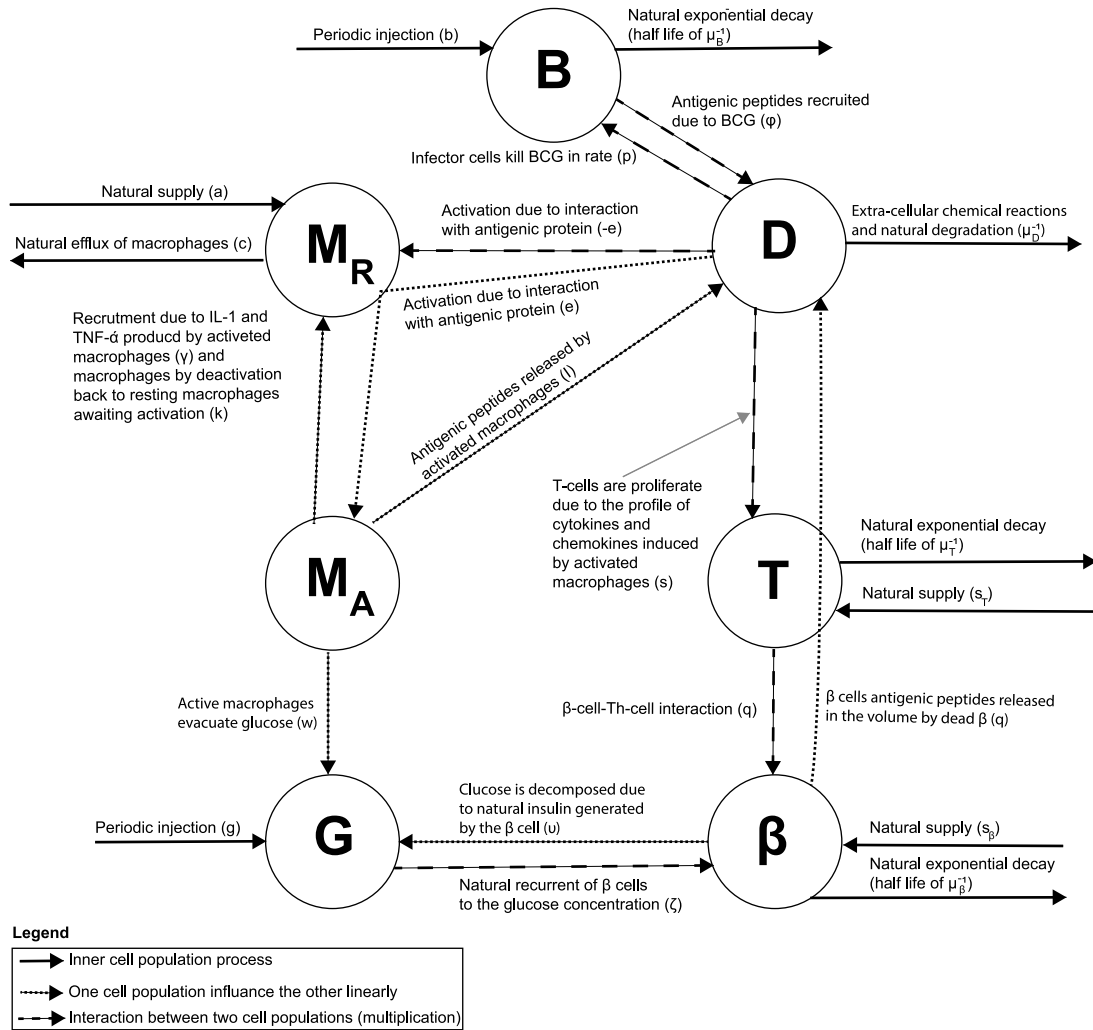 Periodic injection (b)
Natural exponential decay
(half life of μ_B^-1)
B
Antigenic peptides recruited
due to BCG (φ)
Infector cells kill BCG in rate (p)
Natural supply (a)
Natural efflux of macrophages (c)
M_R
Activation due to interaction
with antigenic protein (-e)
D
Extra-cellular chemical reactions
and natural degradation (μ_D^-1)
Activation due to interaction
with antigenic protein (e)
Recruitment due to IL-1 and
TNF-ά producd by activeted
macrophages (γ) and
macrophages by deactivation
back to resting macrophages
awaiting activation (k)
Antigenic peptides released by
activated macrophages (l)
T-cells are proliferate
due to the profile of
cytokines and
chemokines induced
by activated
macrophages (s)
M_A
T
Natural exponential decay
(half life of μ_T^-1)
Natural supply (s_T)
Active macrophages
evacuate glucose (w)
β-cell-Th-cell interaction (q)
β cells antigenic peptides released
in the volume by dead β (q)
Periodic injection (g)
G
Clucose is decomposed due
to natural insulin generated
by the β cell (υ)
β
Natural supply (s_β)
Natural exponential decay
(half life of μ_β^-1)
Natural recurrent of β cells
to the glucose concentration (ζ)
Legend
Inner cell population process
One cell population influance the other linearly
Interaction between two cell populations (multiplication)